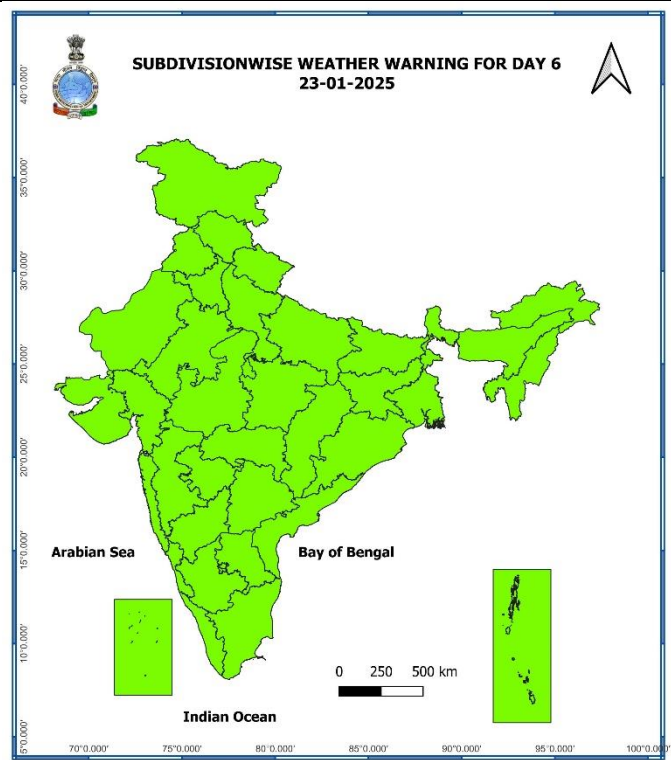 SUBDIVISIONWISE WEATHER WARNING FOR DAY 6
23-01-2025
40°0.000'
35°0.000'
30°0.000'
25°0.000'
20°0.000'
15°0.000'
10°0.000'
5°0.000'
Arabian Sea
Bay of Bengal
0 250 500 km
Indian Ocean
70°0.000' 75°0.000' 80°0.000' 85°0.000' 90°0.000' 95°0.000' 100°0.000'